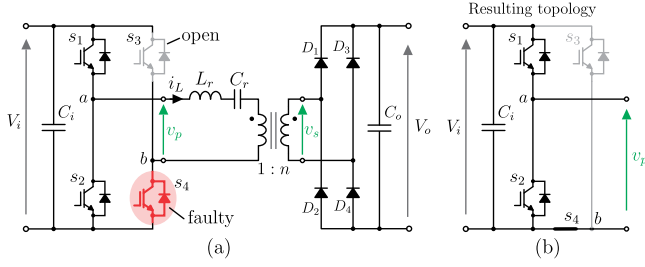 Resulting topology
s1 s3 open
s1 s3
Vi Ci a iL Lr Cr
vp vs
D1 D3
Co Vo
Vi Ci a vp
b
1 : n
s2 s4
D2 D4
faulty
s2 s4 b
(a) (b)